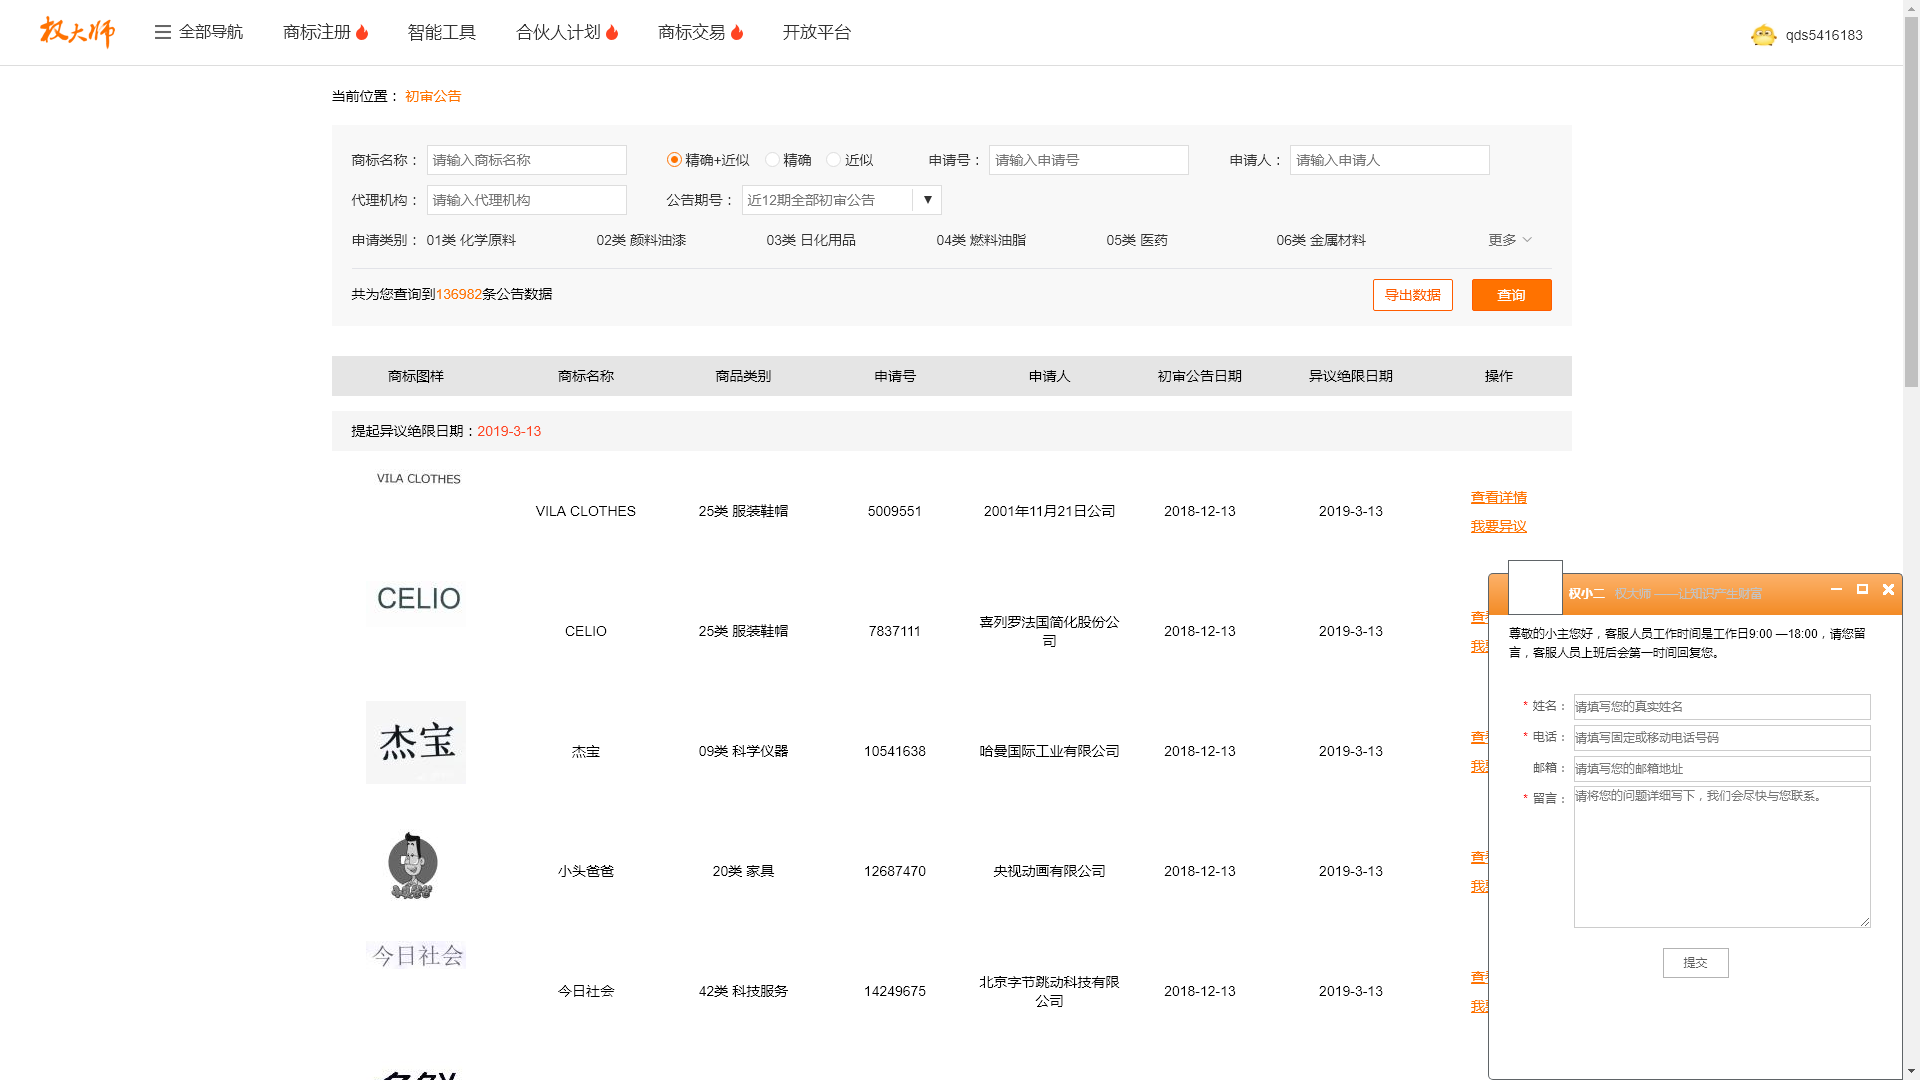 权大师
全部导航
商标注册
智能工具
合伙人计划
商标交易
开放平台
qds5416183
当前位置： 初审公告
商标名称： 请输入商标名称 精确+近似 精确 近似 申请号： 请输入申请号 申请人： 请输入申请人
代理机构： 请输入代理机构 公告期号： 近12期全部初审公告
申请类别： 01类 化学原料 02类 颜料油漆 03类 日化用品 04类 燃料油脂 05类 医药 06类 金属材料 更多
共为您查询到136982条公告数据 导出数据 查询
商标图样 商标名称 商品类别 申请号 申请人 初审公告日期 异议绝限日期 操作
提起异议绝限日期：2019-3-13
VILA CLOTHES
VILA CLOTHES 25类 服装鞋帽 5009551 2001年11月21日公司 2018-12-13 2019-3-13
查看详情
我要异议
CELIO
CELIO 25类 服装鞋帽 7837111 喜列罗法国简化股份公司 2018-12-13 2019-3-13
杰宝
杰宝 09类 科学仪器 10541638 哈曼国际工业有限公司 2018-12-13 2019-3-13
小头爸爸 20类 家具 12687470 央视动画有限公司 2018-12-13 2019-3-13
今日社会
今日社会 42类 科技服务 14249675 北京字节跳动科技有限公司 2018-12-13 2019-3-13
权小二 权大师 ——让知识产生财富
尊敬的小主您好，客服人员工作时间是工作日9:00 —18:00，请您留
言，客服人员上班后会第一时间回复您。
* 姓名： 请填写您的真实姓名
* 电话： 请填写固定或移动电话号码
邮箱： 请填写您的邮箱地址
* 留言： 请将您的问题详细写下，我们会尽快与您联系。
提交